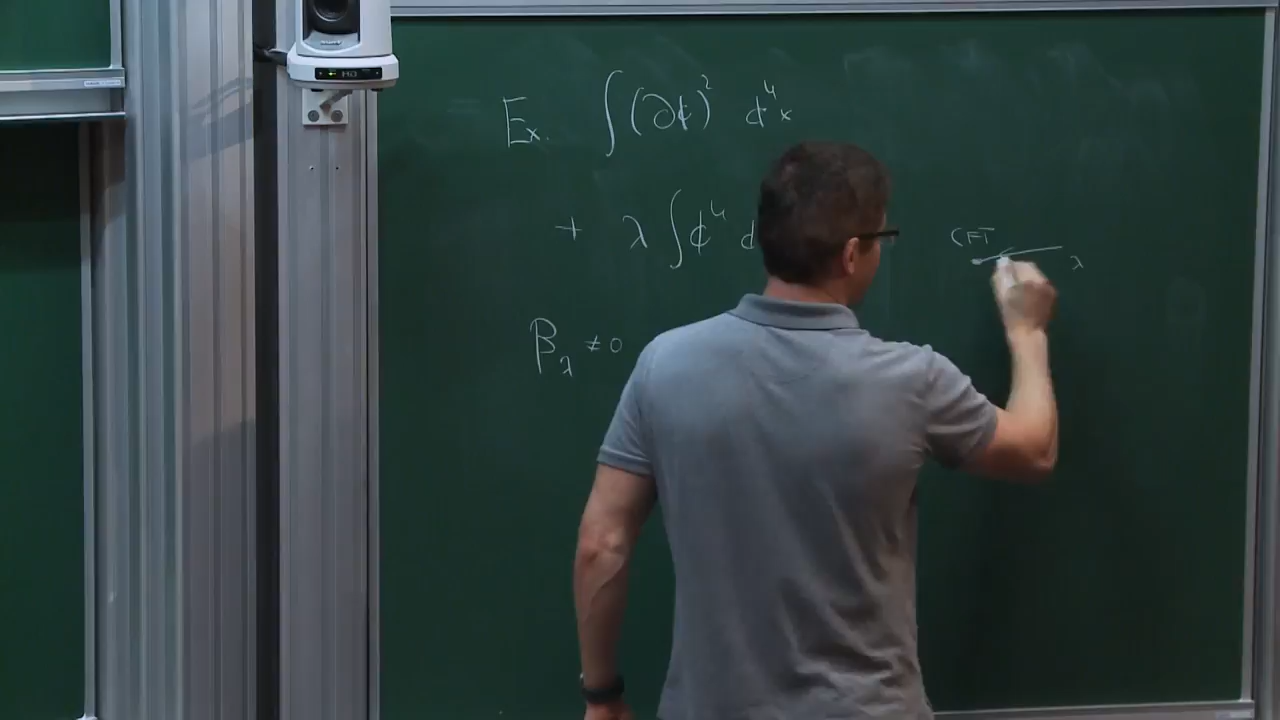 Ex. ∫(∂ϕ)² d⁴x
+ λ ∫ϕ⁴ d
CFT
λ
β_λ ≠ 0